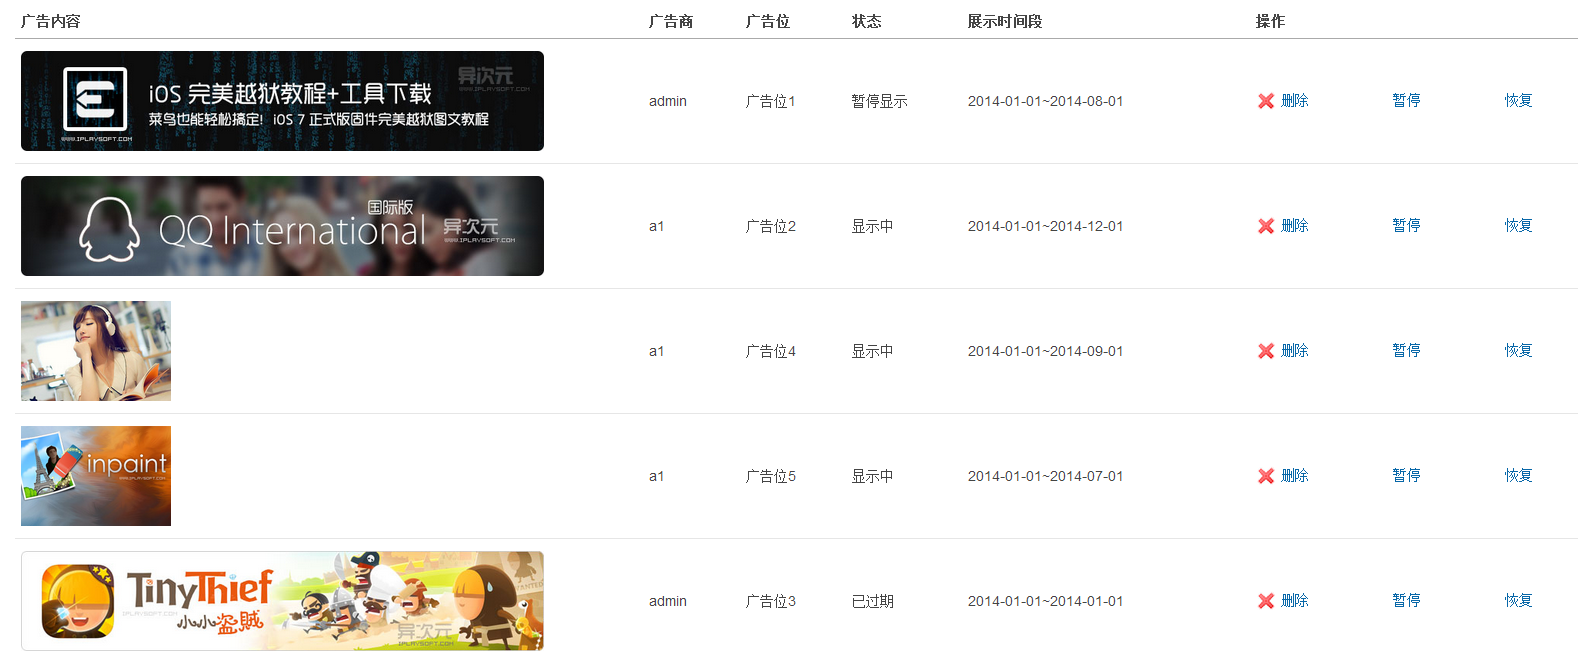 广告内容 广告商 广告位 状态 展示时间段 操作
异次元
WWW.IPLAYSOFT.COM
iOS 完美越狱教程+工具下载
菜鸟也能轻松搞定! iOS 7 正式版固件完美越狱图文教程
WWW.IPLAYSOFT.COM
admin 广告位1 暂停显示 2014-01-01~2014-08-01 删除 暂停 恢复
国际版
QQ International
异次元
WWW.IPLAYSOFT.COM
a1 广告位2 显示中 2014-01-01~2014-12-01 删除 暂停 恢复
a1 广告位4 显示中 2014-01-01~2014-09-01 删除 暂停 恢复
inpaint
WWW.IPLAYSOFT.COM
a1 广告位5 显示中 2014-01-01~2014-07-01 删除 暂停 恢复
TinyThief
IPLAYSOFT.COM
小小盗贼
异次元
IPLAYSOFT.COM
admin 广告位3 已过期 2014-01-01~2014-01-01 删除 暂停 恢复